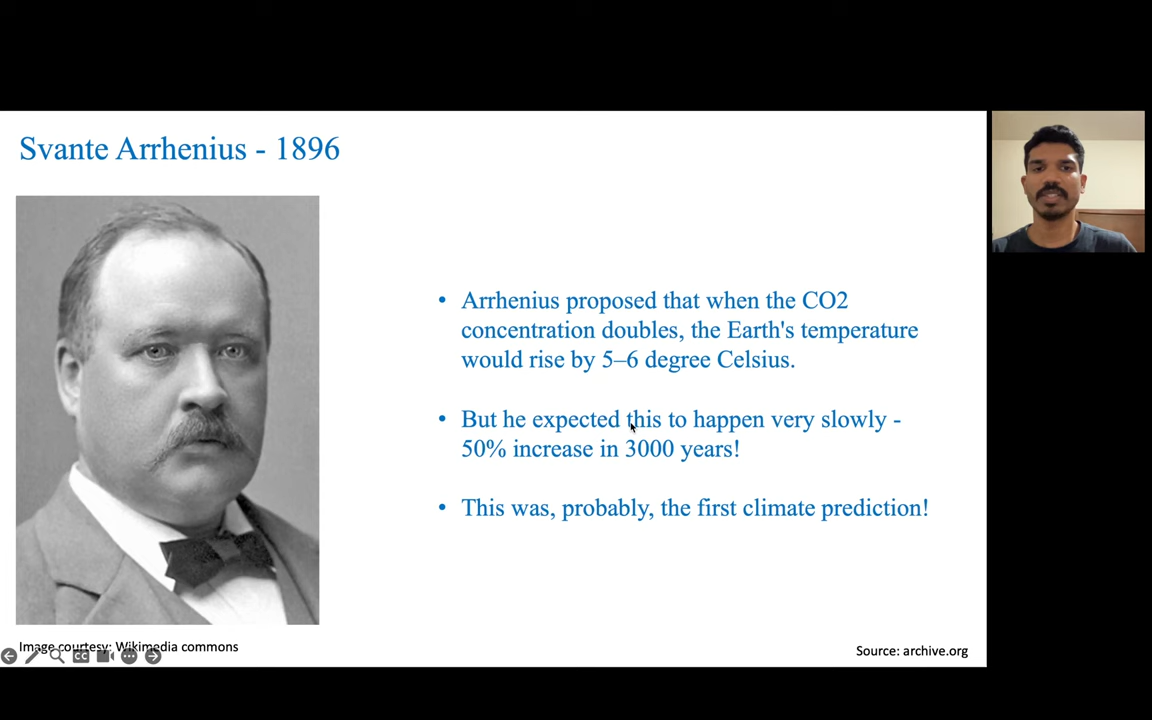 Svante Arrhenius - 1896
• Arrhenius proposed that when the CO2
concentration doubles, the Earth's temperature
would rise by 5–6 degree Celsius.
• But he expected this to happen very slowly -
50% increase in 3000 years!
• This was, probably, the first climate prediction!
Image courtesy: Wikimedia commons
CC
Source: archive.org